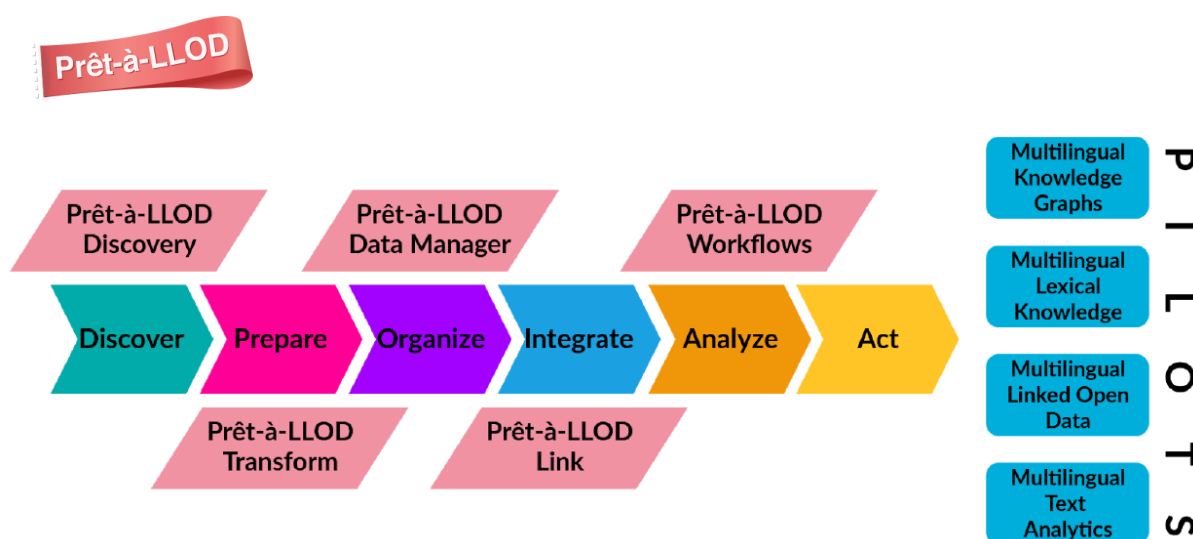 Prêt-à-LLOD
Prêt-à-LLOD
Discovery
Prêt-à-LLOD
Data Manager
Prêt-à-LLOD
Workflows
Discover
Prepare
Organize
Integrate
Analyze
Act
Prêt-à-LLOD
Transform
Prêt-à-LLOD
Link
Multilingual
Knowledge
Graphs
Multilingual
Lexical
Knowledge
Multilingual
Linked Open
Data
Multilingual
Text
Analytics
PILOTS